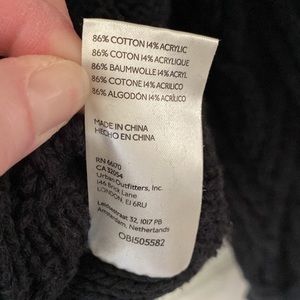 86% COTTON 14% ACRYLIC
86% COTON 14% ACRYLIQUE
86% BAUMWOLLE 14% ACRYL
86% COTONE 14% ACRILICO
86% ALGODÓN 14% ACRÍLICO
MADE IN CHINA
HECHO EN CHINA
RN 66170
CA 32054
Urban Outfitters, Inc.
144 Brick Lane
LONDON, E1 6RU
Leidsestraat 32, 1017 PB
Amsterdam, Netherlands
OB1505582